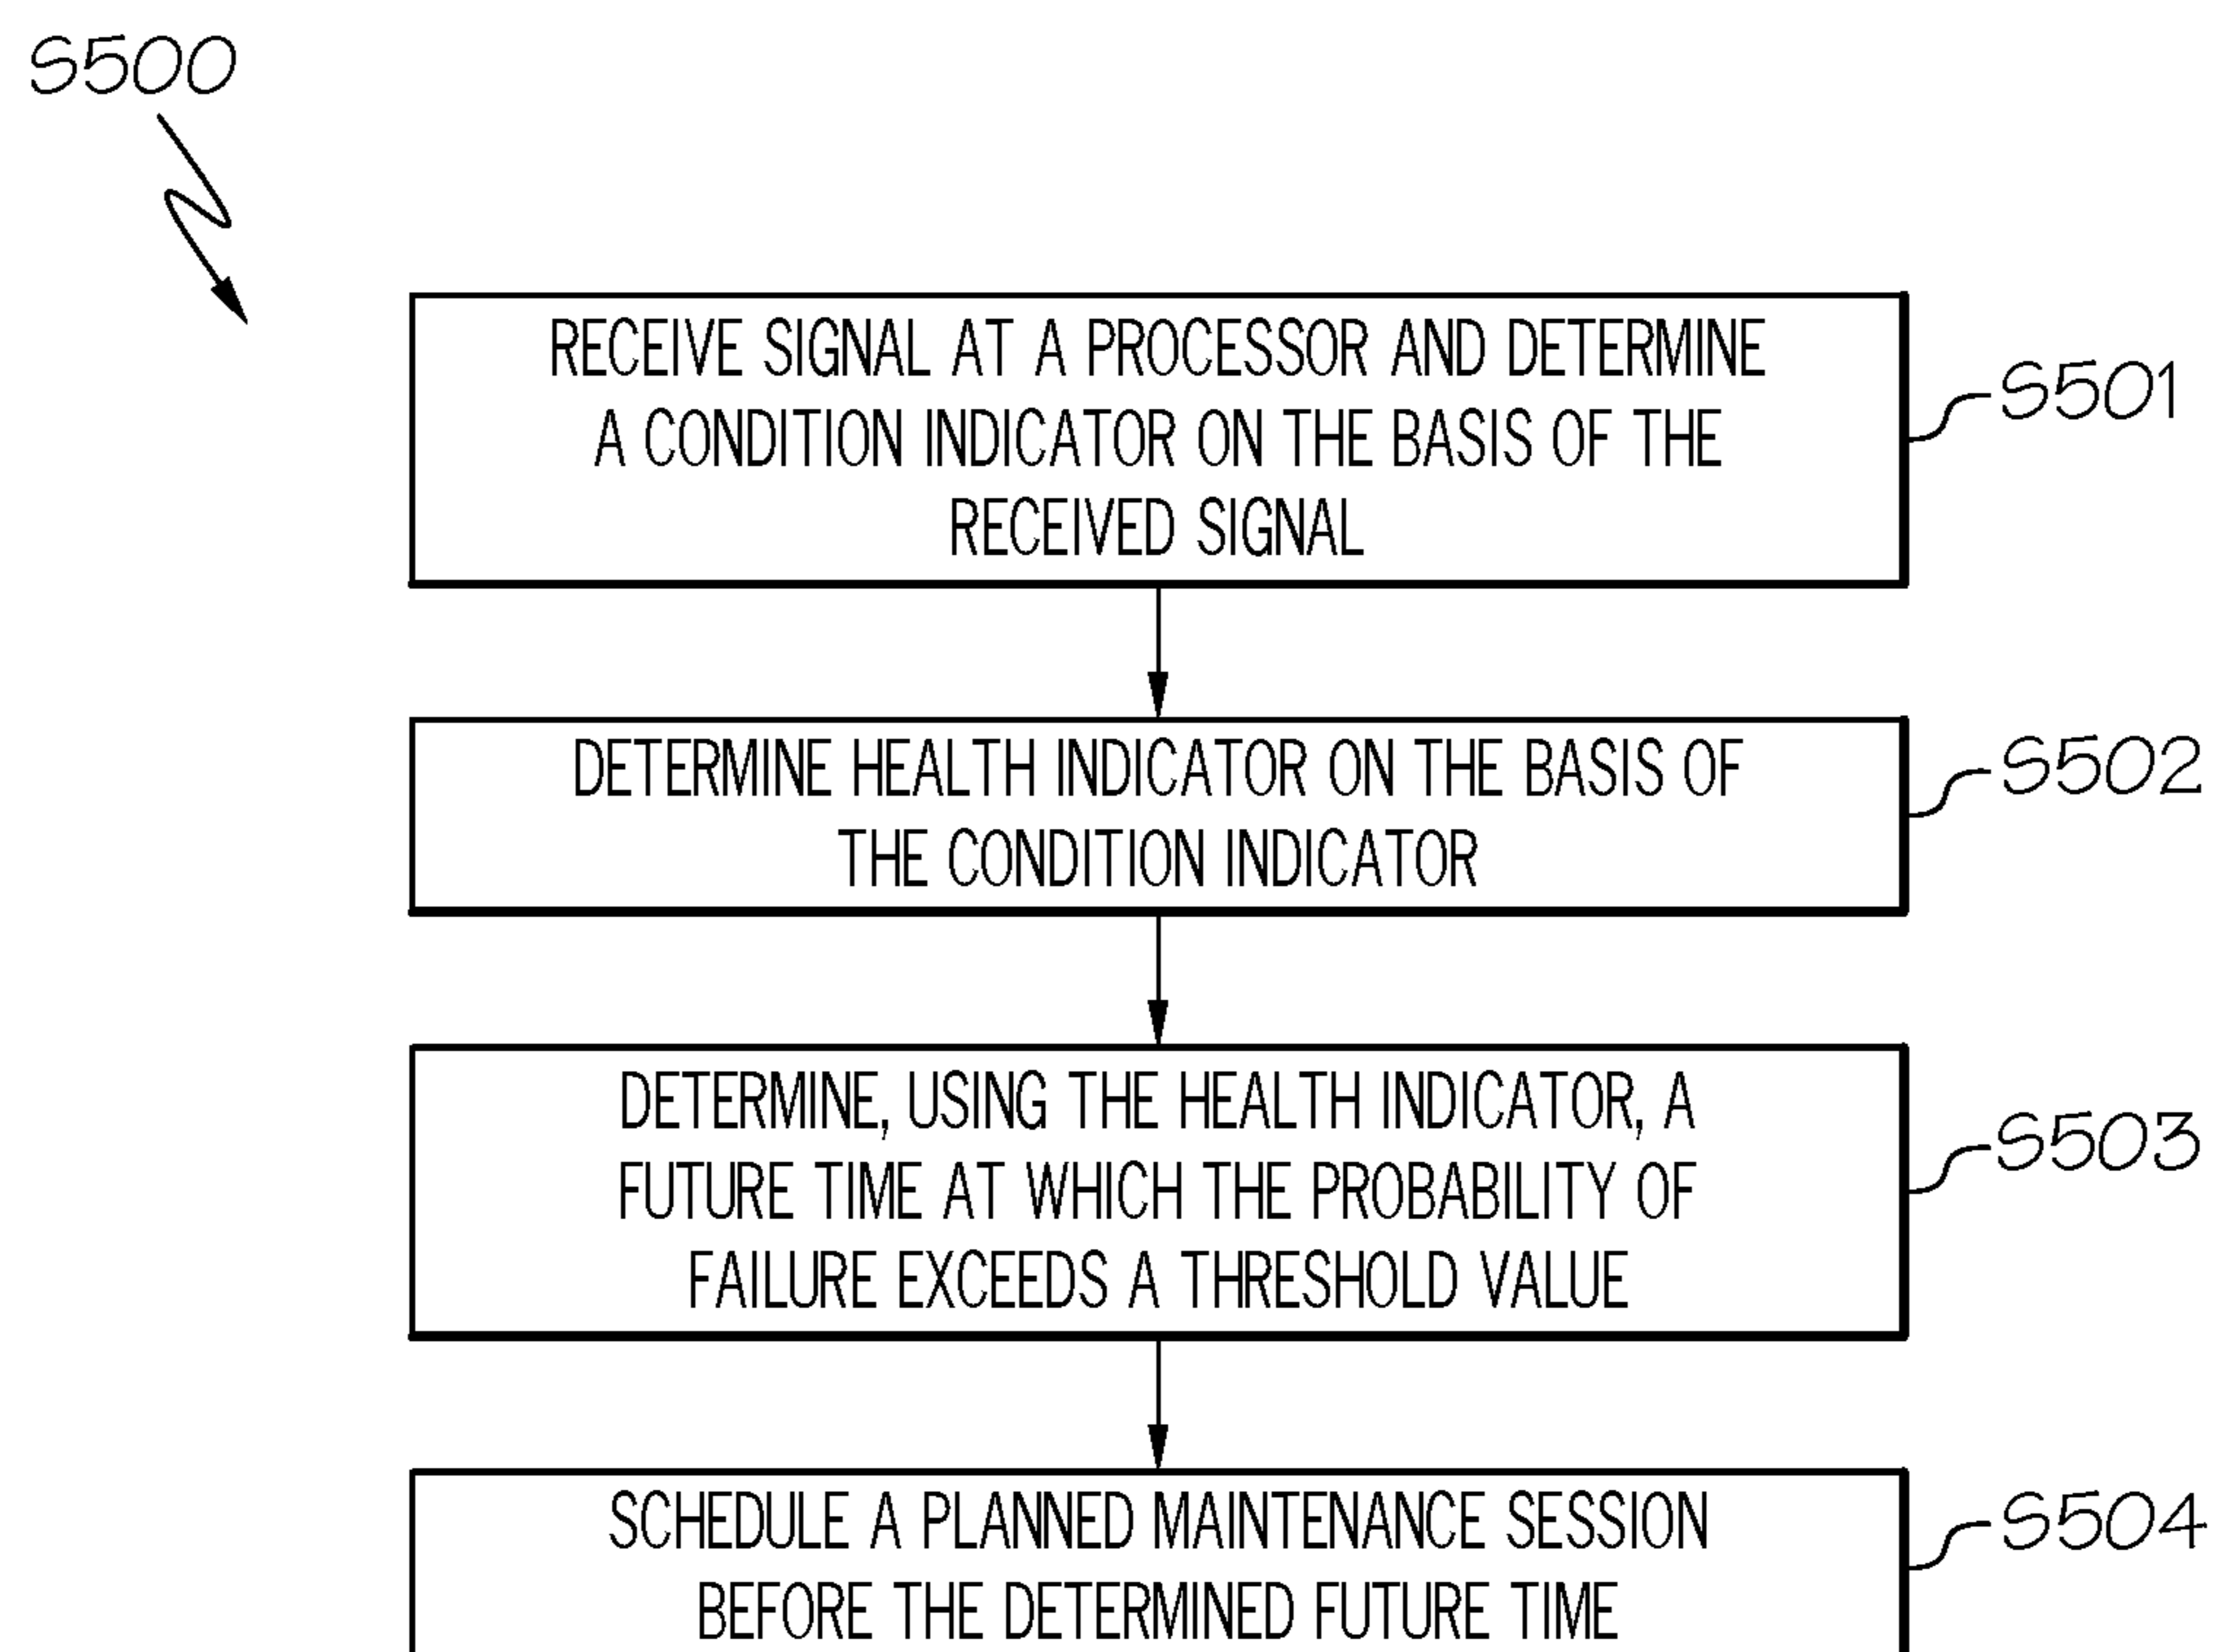 S500
RECEIVE SIGNAL AT A PROCESSOR AND DETERMINE
A CONDITION INDICATOR ON THE BASIS OF THE
RECEIVED SIGNAL
S501
DETERMINE HEALTH INDICATOR ON THE BASIS OF
THE CONDITION INDICATOR
S502
DETERMINE, USING THE HEALTH INDICATOR, A
FUTURE TIME AT WHICH THE PROBABILITY OF
FAILURE EXCEEDS A THRESHOLD VALUE
S503
SCHEDULE A PLANNED MAINTENANCE SESSION
BEFORE THE DETERMINED FUTURE TIME
S504